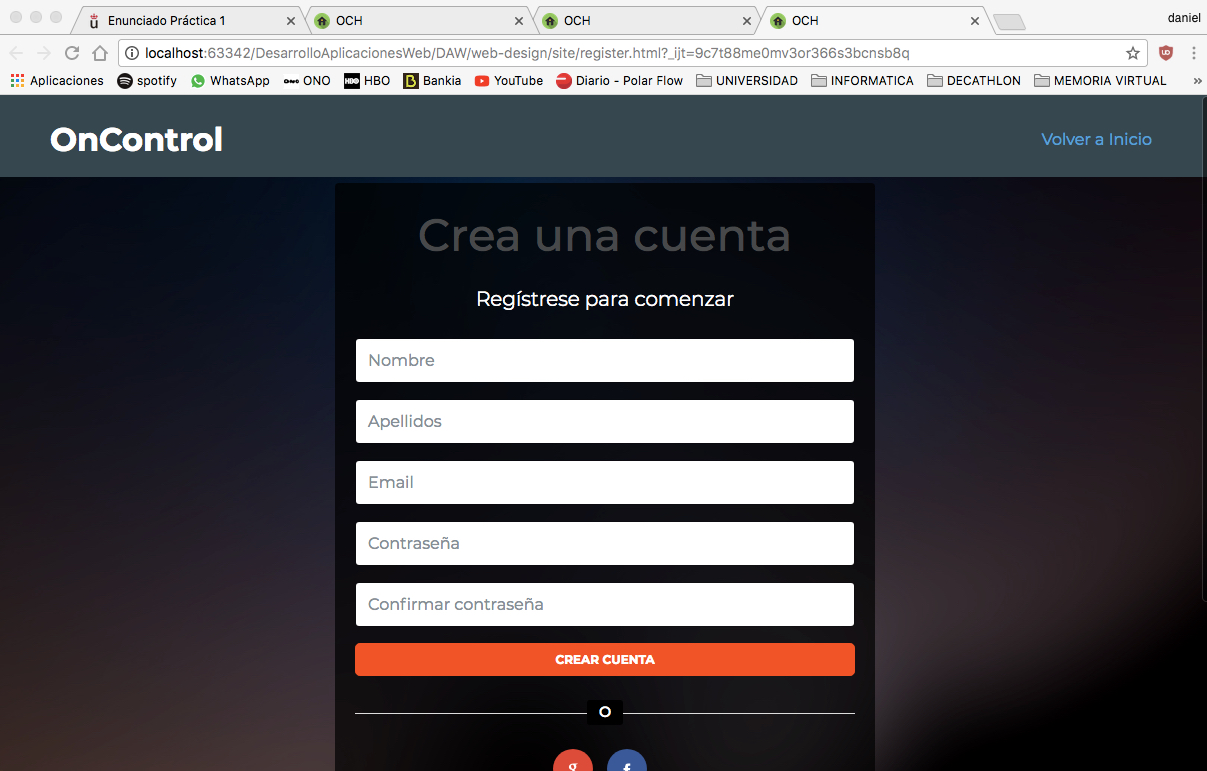 Enunciado Práctica 1
OCH
OCH
OCH
daniel
localhost:63342/DesarrolloAplicacionesWeb/DAW/web-design/site/register.html?_ijt=9c7t88me0mv3or366s3bcnsb8q
Aplicaciones spotify WhatsApp ONO HBO Bankia YouTube Diario - Polar Flow UNIVERSIDAD INFORMATICA DECATHLON MEMORIA VIRTUAL »
OnControl
Volver a Inicio
Crea una cuenta
Regístrese para comenzar
Nombre
Apellidos
Email
Contraseña
Confirmar contraseña
CREAR CUENTA
O
g f